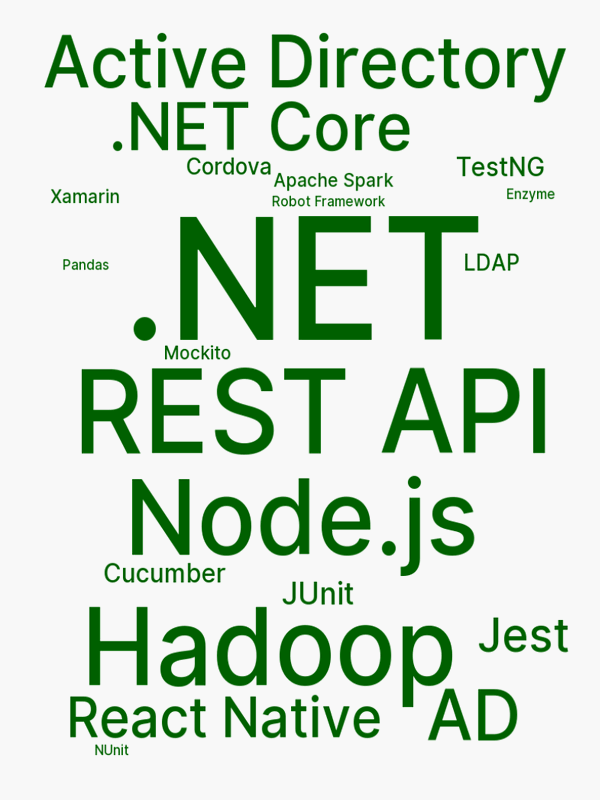 Active Directory
.NET Core
Cordova
TestNG
Apache Spark
Xamarin
Robot Framework
Enzyme
.NET
Pandas
LDAP
Mockito
REST API
Node.js
Cucumber
JUnit
Hadoop
Jest
React Native
AD
NUnit